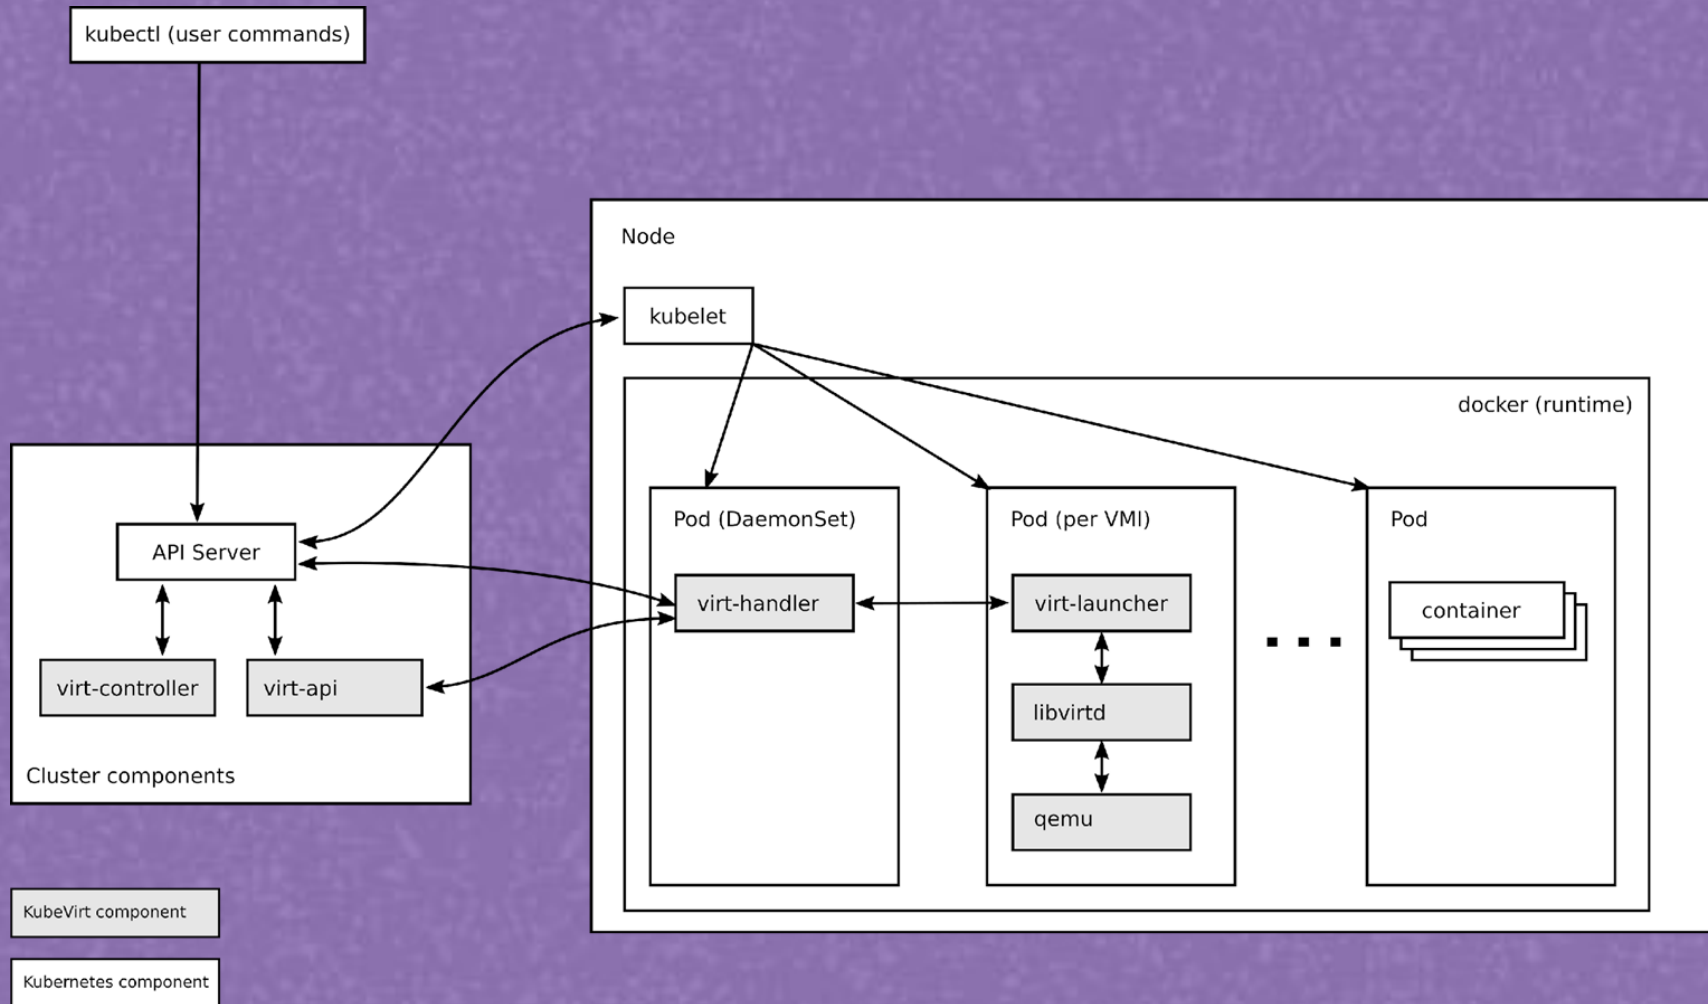 kubectl (user commands)
Node
kubelet
docker (runtime)
API Server
virt-controller
virt-api
Cluster components
Pod (DaemonSet)
virt-handler
Pod (per VMI)
virt-launcher
libvirtd
qemu
Pod
container
KubeVirt component
Kubernetes component